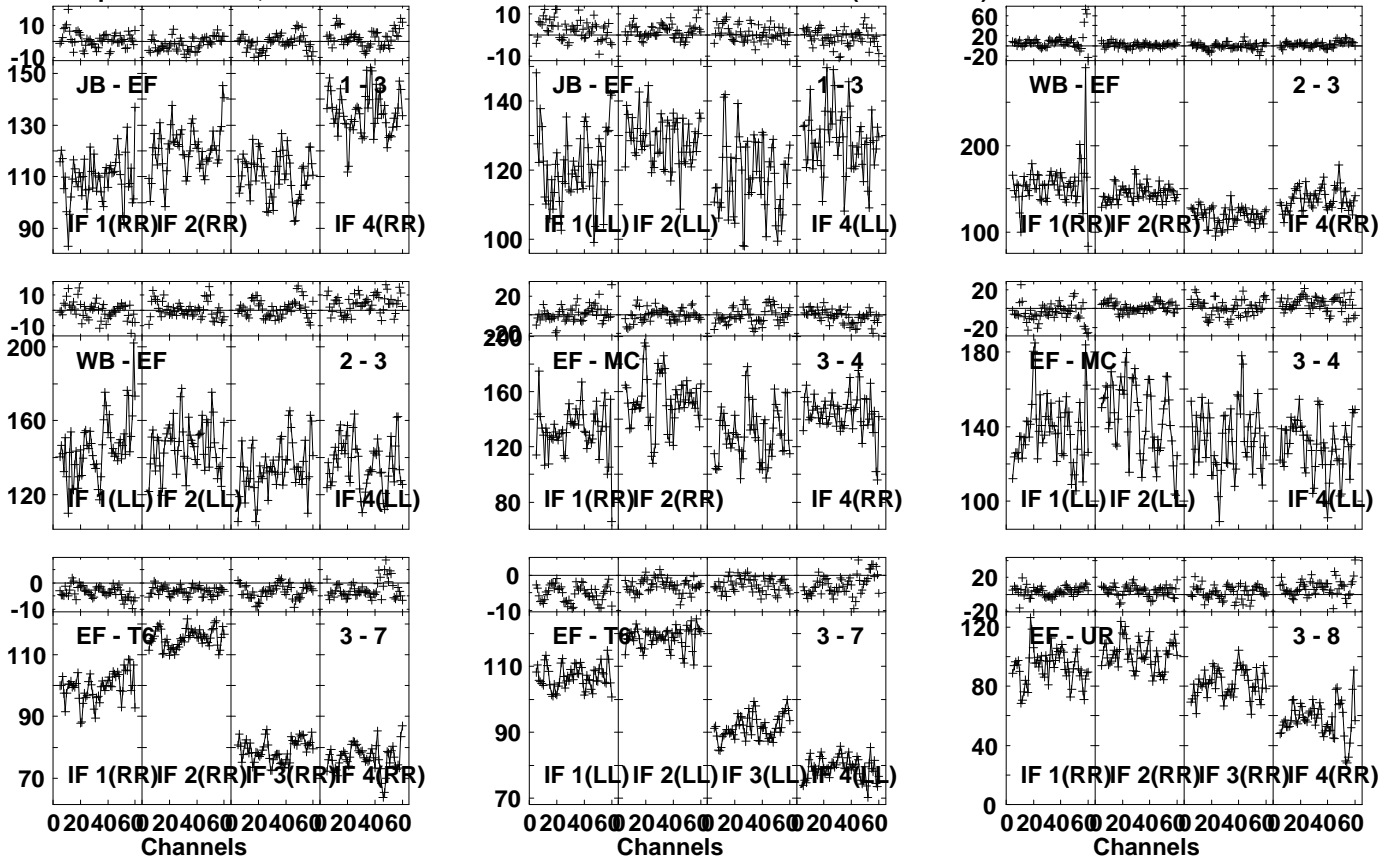 10
-10
150
130
110
90
JB - EF
1 - 3
IF 1(RR)
IF 2(RR)
IF 4(RR)
10
-10
140
120
100
JB - EF
1 - 3
IF 1(LL)
IF 2(LL)
IF 4(LL)
60
20
-20
200
100
WB - EF
2 - 3
IF 1(RR)
IF 2(RR)
IF 4(RR)
10
-10
200
160
120
WB - EF
2 - 3
IF 1(LL)
IF 2(LL)
IF 4(LL)
20
-20
200
160
120
80
EF - MC
3 - 4
IF 1(RR)
IF 2(RR)
IF 4(RR)
20
-20
180
140
100
EF - MC
3 - 4
IF 1(LL)
IF 2(LL)
IF 4(LL)
0
-10
110
90
70
EF - T6
3 - 7
IF 1(RR)
IF 2(RR)
IF 3(RR)
IF 4(RR)
0 204060 0 204060 0 204060 0 204060
Channels
0
-10
110
90
70
EF - T6
3 - 7
IF 1(LL)
IF 2(LL)
IF 3(LL)
IF 4(LL)
0 204060 0 204060 0 204060 0 204060
Channels
20
-20
120
80
40
0
EF - UR
3 - 8
IF 1(RR)
IF 2(RR)
IF 3(RR)
IF 4(RR)
0 204060 0 204060 0 204060 0 204060
Channels